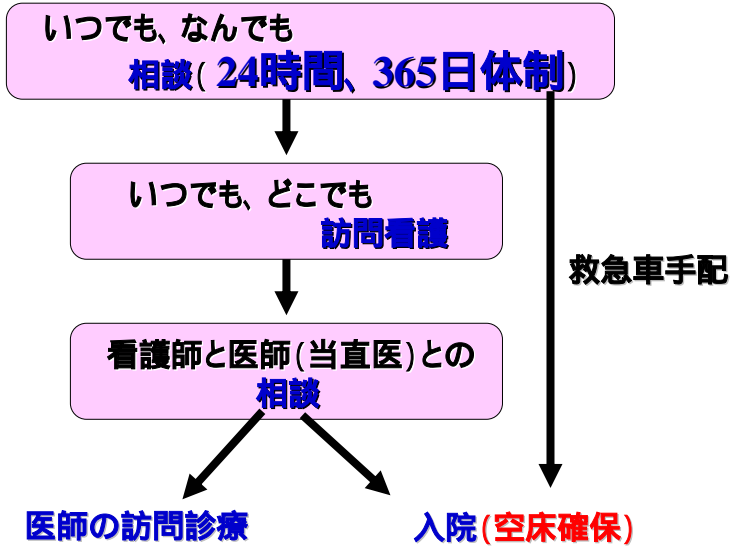 いつでも、なんでも
相談(24時間、365日体制)
いつでも、どこでも
訪問看護
救急車手配
看護師と医師(当直医)との
相談
医師の訪問診療
入院(空床確保)